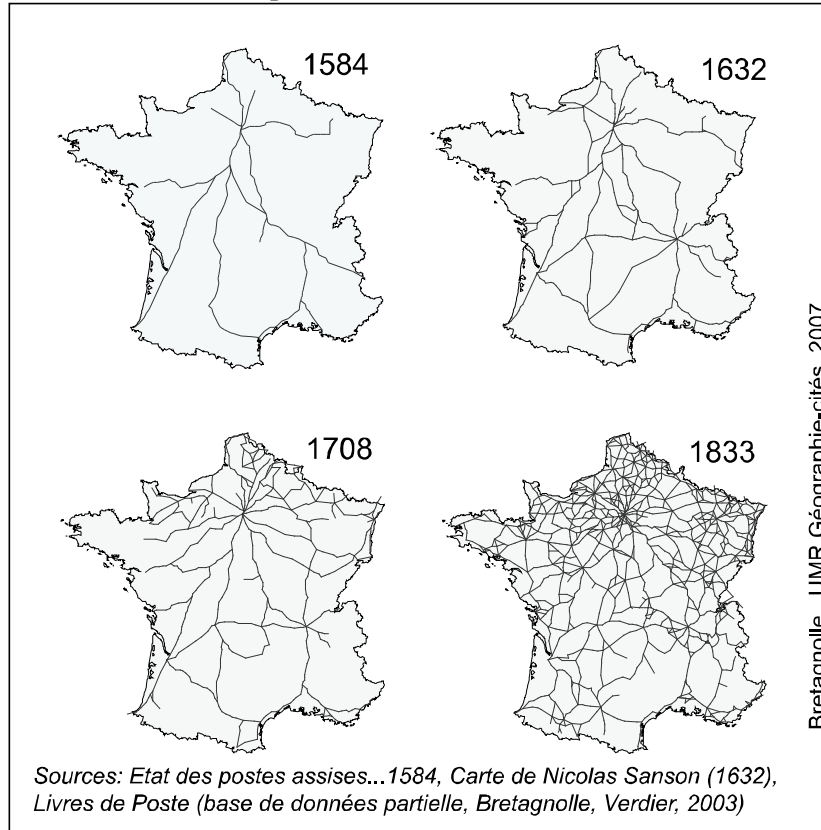 1584
1632
1708
1833
Bretagnolle, UMR Géographie-cités, 2007
Sources: Etat des postes assises...1584, Carte de Nicolas Sanson (1632),
Livres de Poste (base de données partielle, Bretagnolle, Verdier, 2003)